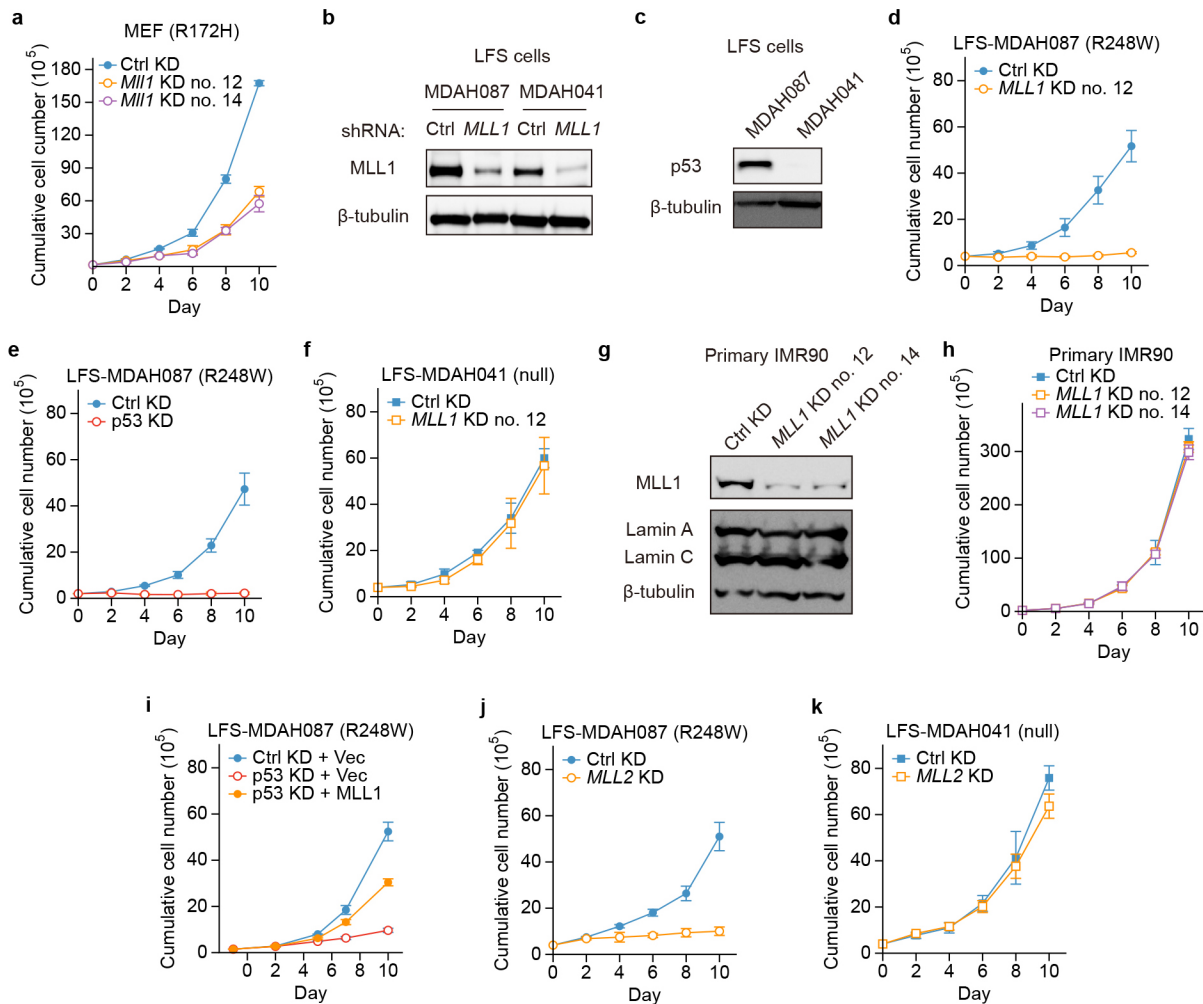 a
MEF (R172H)
Ctrl KD
Mll1 KD no. 12
Mll1 KD no. 14
Cumulative cell cumber (10⁵)
180
150
120
90
60
30
0 2 4 6 8 10
Day
b
LFS cells
MDAH087 MDAH041
shRNA: Ctrl MLL1 Ctrl MLL1
MLL1
β-tubulin
c
LFS cells
MDAH087 MDAH041
p53
β-tubulin
d
LFS-MDAH087 (R248W)
Ctrl KD
MLL1 KD no. 12
Cumulative cell number (10⁵)
80
60
40
20
0
0 2 4 6 8 10
Day
e
LFS-MDAH087 (R248W)
Ctrl KD
p53 KD
Cumulative cell number (10⁵)
80
60
40
20
0
0 2 4 6 8 10
Day
f
LFS-MDAH041 (null)
Ctrl KD
MLL1 KD no. 12
Cumulative cell number (10⁵)
80
60
40
20
0
0 2 4 6 8 10
Day
g
Primary IMR90
Ctrl KD MLL1 KD no. 12 MLL1 KD no. 14
MLL1
Lamin A
Lamin C
β-tubulin
h
Primary IMR90
Ctrl KD
MLL1 KD no. 12
MLL1 KD no. 14
Cumulative cell number (10⁵)
300
200
100
0
0 2 4 6 8 10
Day
i
LFS-MDAH087 (R248W)
Ctrl KD + Vec
p53 KD + Vec
p53 KD + MLL1
Cumulative cell number (10⁵)
80
60
40
20
0
0 2 4 6 8 10
Day
j
LFS-MDAH087 (R248W)
Ctrl KD
MLL2 KD
Cumulative cell number (10⁵)
80
60
40
20
0
0 2 4 6 8 10
Day
k
LFS-MDAH041 (null)
Ctrl KD
MLL2 KD
Cumulative cell number (10⁵)
80
60
40
20
0
0 2 4 6 8 10
Day